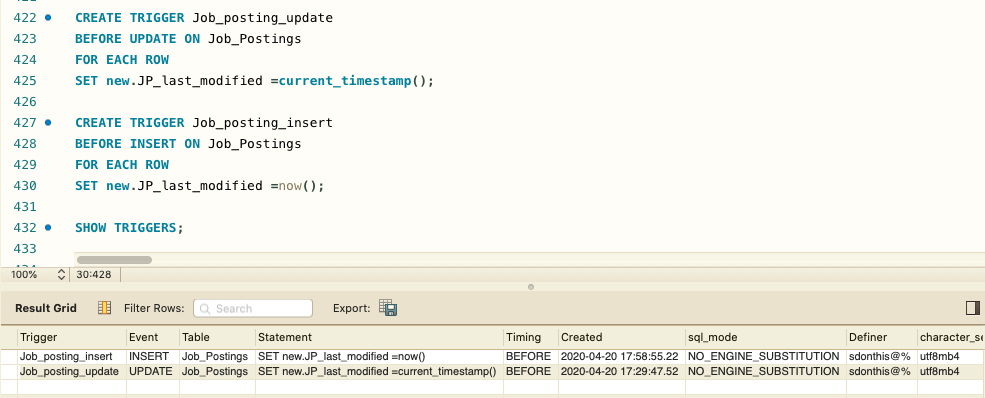 422 CREATE TRIGGER Job_posting_update
423 BEFORE UPDATE ON Job_Postings
424 FOR EACH ROW
425 SET new.JP_last_modified =current_timestamp();
426
427 CREATE TRIGGER Job_posting_insert
428 BEFORE INSERT ON Job_Postings
429 FOR EACH ROW
430 SET new.JP_last_modified =now();
431
432 SHOW TRIGGERS;
433
100% 30:428
Result Grid Filter Rows: Search Export:
Trigger Event Table Statement Timing Created sql_mode Definer character_se
Job_posting_insert INSERT Job_Postings SET new.JP_last_modified =now() BEFORE 2020-04-20 17:58:55.22 NO_ENGINE_SUBSTITUTION sdonthis@% utf8mb4
Job_posting_update UPDATE Job_Postings SET new.JP_last_modified =current_timestamp() BEFORE 2020-04-20 17:29:47.52 NO_ENGINE_SUBSTITUTION sdonthis@% utf8mb4